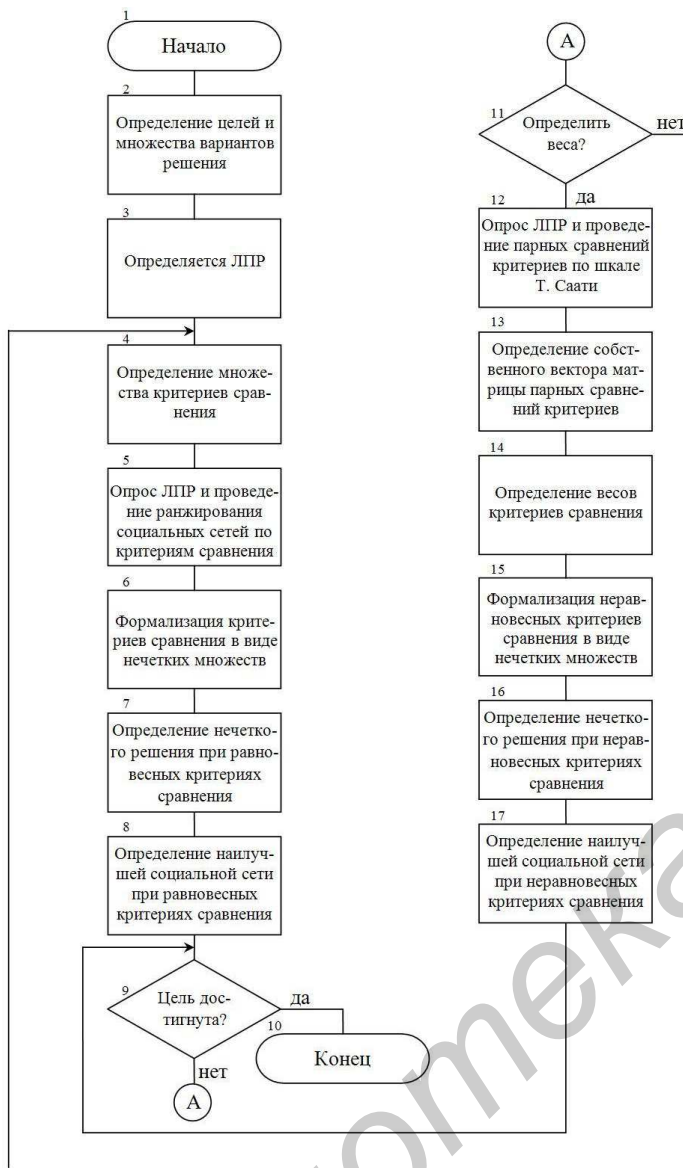 1
Начало
2
Определение целей и
множества вариантов
решения
3
Определяется ЛПР
4
Определение множе-
ства критериев срав-
нения
5
Опрос ЛПР и проведе-
ние ранжирования
социальных сетей по
критериям сравнения
6
Формализация крите-
риев сравнения в виде
нечетких множеств
7
Определение нечетко-
го решения при равно-
весных критериях
сравнения
8
Определение наилуч-
шей социальной сети
при равновесных
критериях сравнения
9
Цель дос-
тигнута?
да
10
Конец
нет
А
А
11
Определить
веса?
нет
да
12
Опрос ЛПР и проведе-
ние парных сравнений
критериев по шкале
Т. Саати
13
Определение собст-
венного вектора мат-
рицы парных сравне-
ний критериев
14
Определение весов
критериев сравнения
15
Формализация нерав-
новесных критериев
сравнения в виде
нечетких множеств
16
Определение нечетко-
го решения при нерав-
новесных критериях
сравнения
17
Определение наилуч-
шей социальной сети
при неравновесных
критериях сравнения